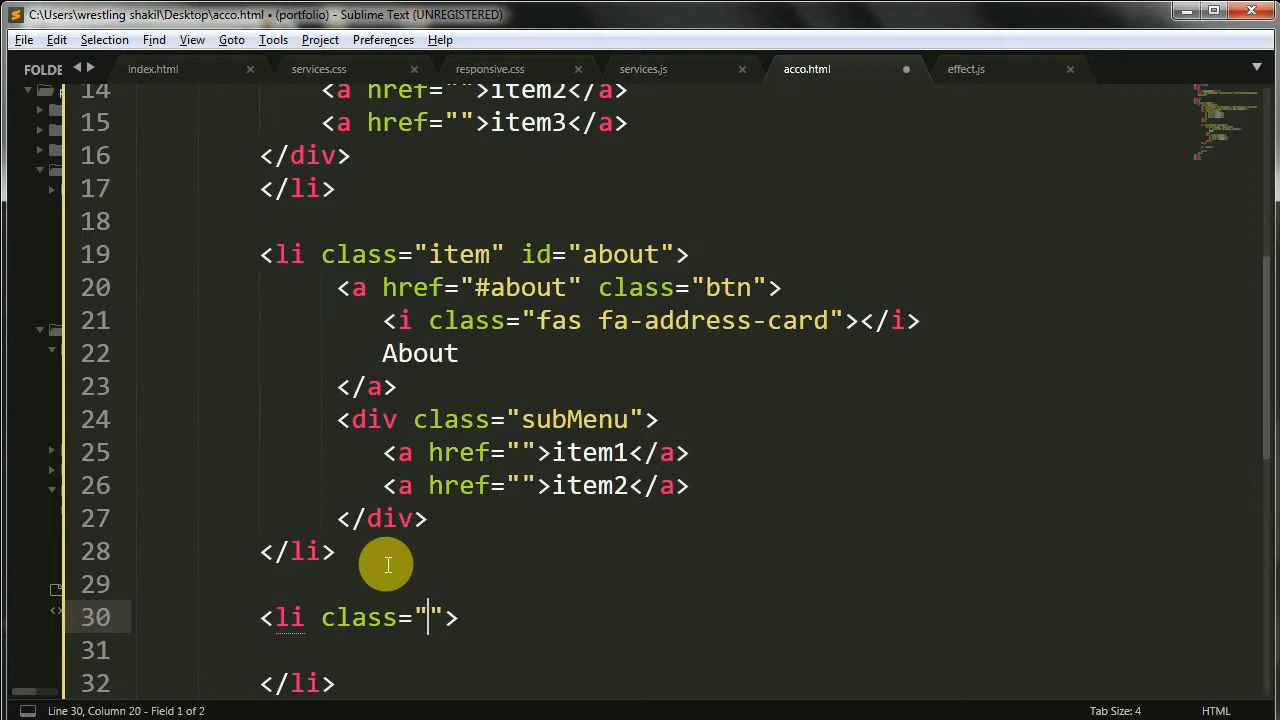 C:\Users\wrestling shakil\Desktop\acco.html • (portfolio) - Sublime Text (UNREGISTERED)
File Edit Selection Find View Goto Tools Project Preferences Help
FOLDE index.html services.css responsive.css services.js acco.html effect.js
14 <a href="">item2</a>
15 <a href="">item3</a>
16 </div>
17 </li>
18
19 <li class="item" id="about">
20 <a href="#about" class="btn">
21 <i class="fas fa-address-card"></i>
22 About
23 </a>
24 <div class="subMenu">
25 <a href="">item1</a>
26 <a href="">item2</a>
27 </div>
28 </li>
29
30 <li class="">
31
32 </li>
Line 30, Column 20 - Field 1 of 2 Tab Size: 4 HTML